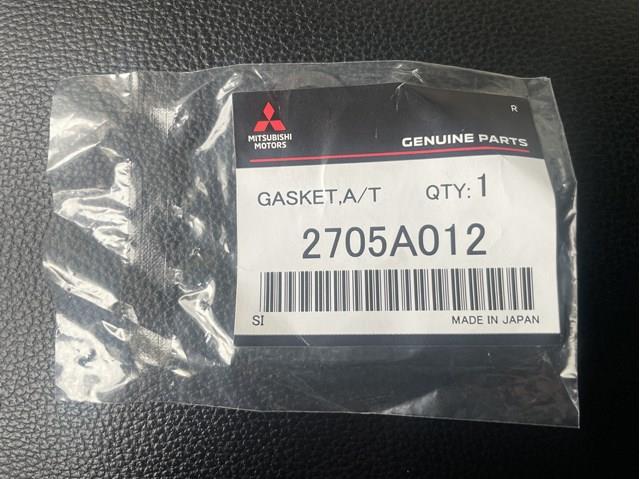 R
MITSUBISHI
MOTORS
GENUINE PARTS
GASKET,A/T QTY: 1
2705A012
SI MADE IN JAPAN